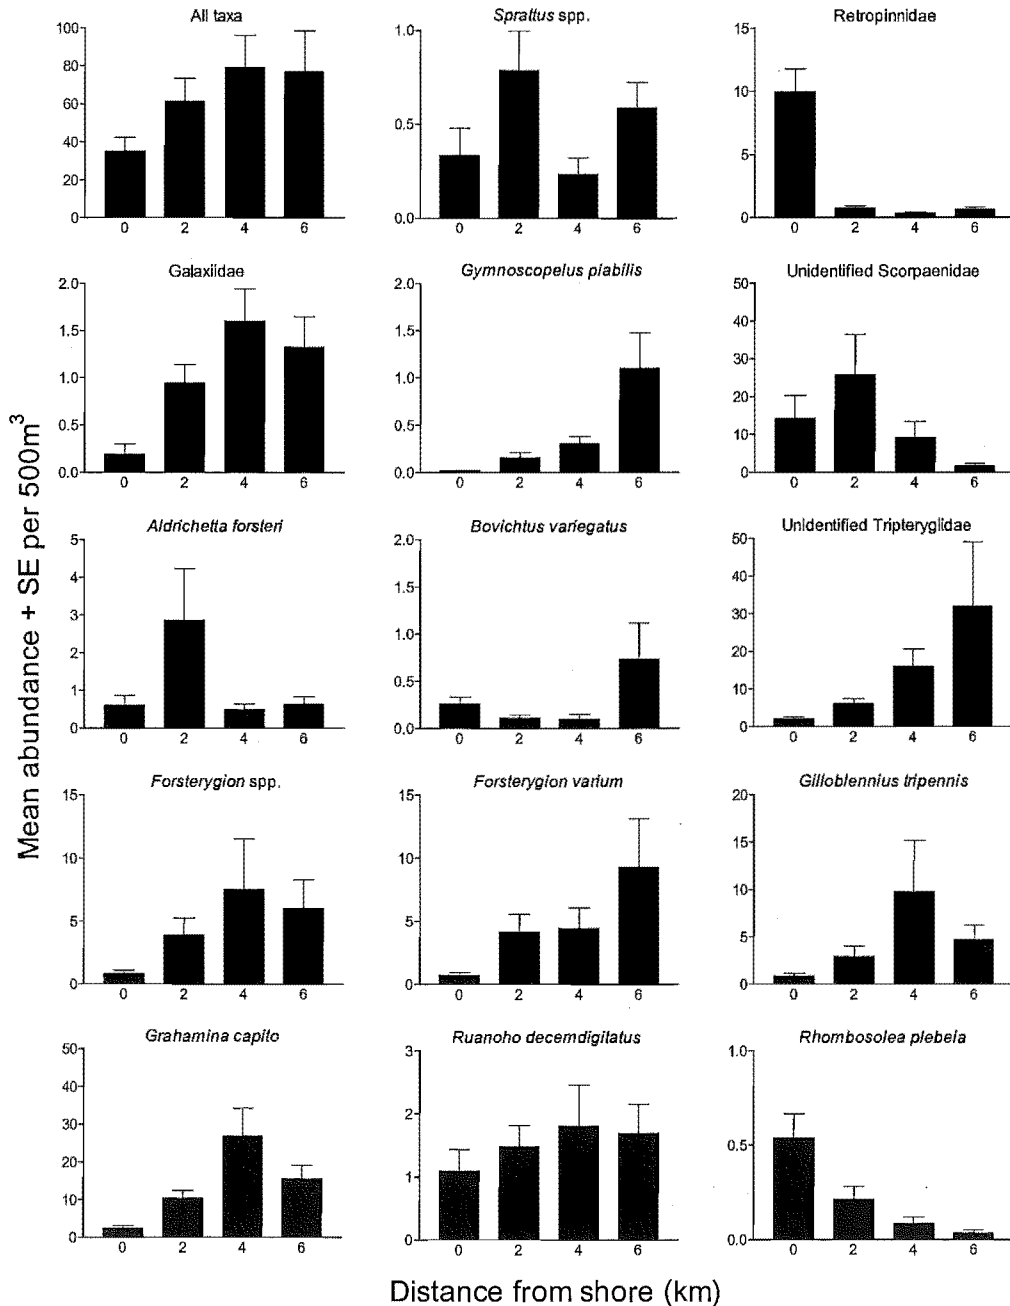 All taxa
100
80
60
40
20
0
0 2 4 6
Sprattus spp.
1.0
0.5
0.0
0 2 4 6
Retropinnidae
15
10
5
0
0 2 4 6
Galaxiidae
2.0
1.5
1.0
0.5
0.0
0 2 4 6
Gymnoscopelus piabilis
2.0
1.5
1.0
0.5
0.0
0 2 4 6
Unidentified Scorpaenidae
50
40
30
20
10
0
0 2 4 6
Aldrichetta forsteri
5
4
3
2
1
0
0 2 4 6
Bovichtus variegatus
2.0
1.5
1.0
0.5
0.0
0 2 4 6
Unidentified Tripterygiidae
50
40
30
20
10
0
0 2 4 6
Forsterygion spp.
15
10
5
0
0 2 4 6
Forsterygion varium
15
10
5
0
0 2 4 6
Gilloblennius tripennis
20
15
10
5
0
0 2 4 6
Grahamina capito
50
40
30
20
10
0
0 2 4 6
Ruanoho decemdigitatus
3
2
1
0
0 2 4 6
Rhombosolea plebeia
1.0
0.5
0.0
0 2 4 6
Mean abundance + SE per 500m³
Distance from shore (km)